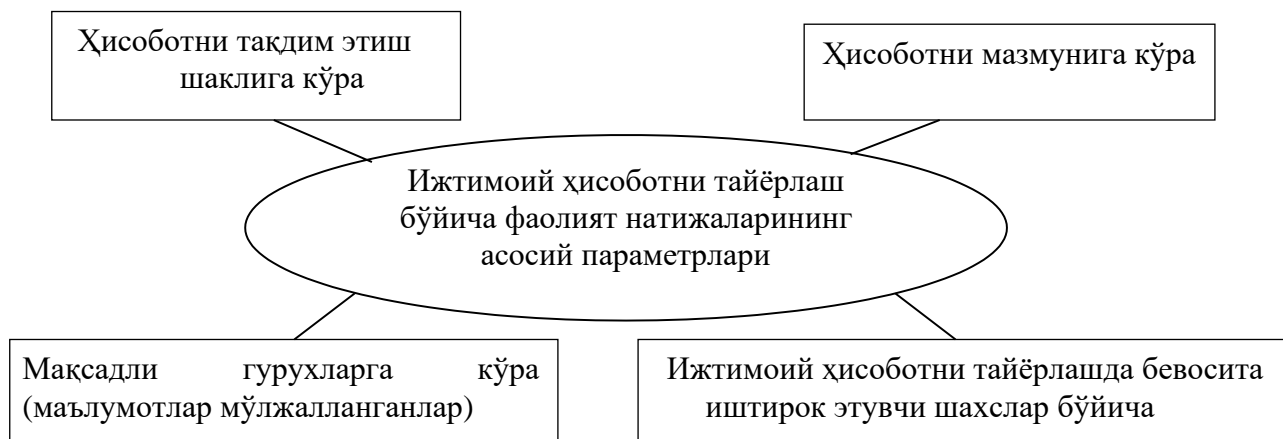 Ҳисоботни тақдим этиш
шаклига кўра
Ҳисоботни мазмунига кўра
Ижтимоий ҳисоботни тайёрлаш
бўйича фаолият натижаларининг
асосий параметрлари
Мақсадли гурухларга кўра
(маълумотлар мўлжалланганлар)
Ижтимоий ҳисоботни тайёрлашда бевосита
иштирок этувчи шахслар бўйича